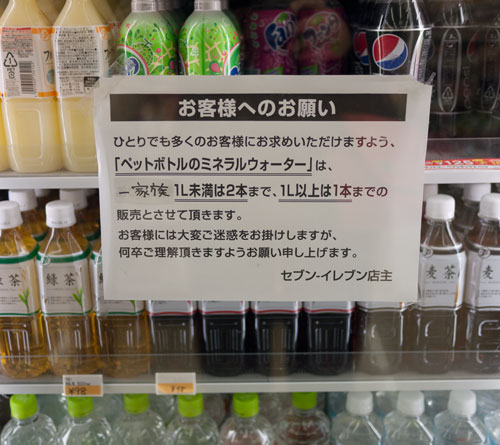 お客様へのお願い
ひとりでも多くのお客様にお求めいただけますよう、
「ペットボトルのミネラルウォーター」は、
一家族 1L未満は2本まで、1L以上は1本までの
販売とさせて頂きます。
お客様には大変ご迷惑をお掛けしますが、
何卒ご理解頂きますようお願い申し上げます。
セブン-イレブン店主
pepsi
緑茶
麦茶
麦茶
¥98